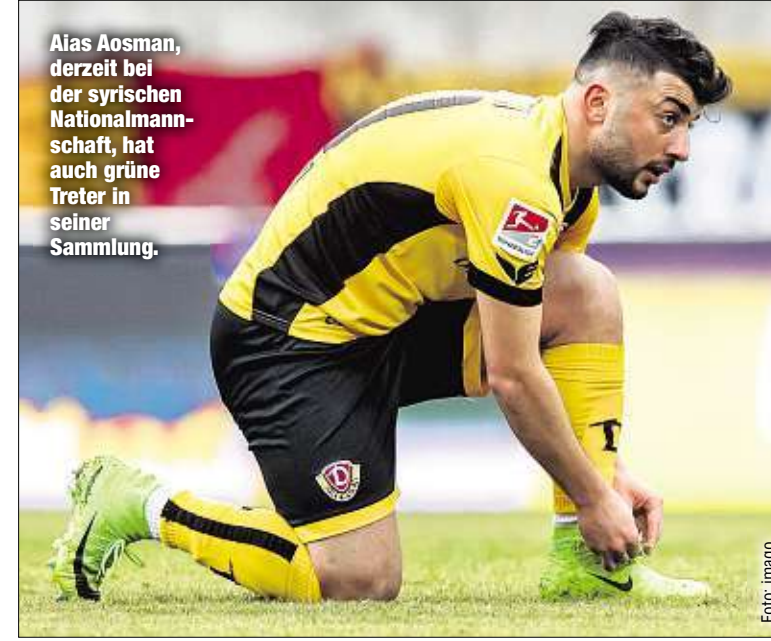 Aias Aosman,
derzeit bei
der syrischen
Nationalmann-
schaft, hat
auch grüne
Treter in
seiner
Sammlung.
D
Foto: imago